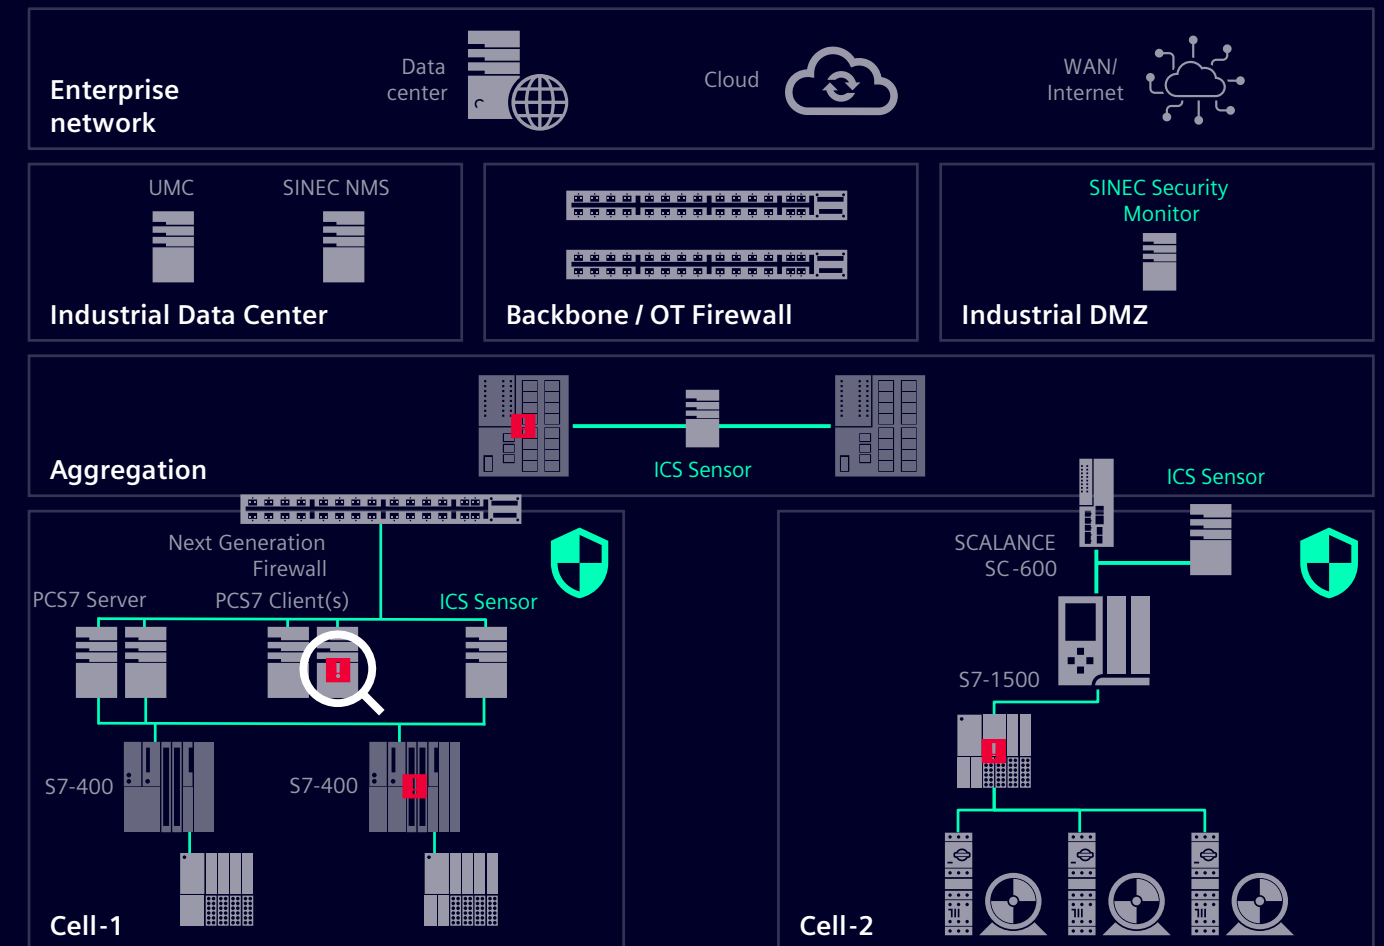 Enterprise
network
Data
center
Cloud
WAN/
Internet
UMC
SINEC NMS
Industrial Data Center
Backbone / OT Firewall
SINEC Security
Monitor
Industrial DMZ
Aggregation
ICS Sensor
Next Generation
Firewall
PCS7 Server
PCS7 Client(s)
ICS Sensor
!
!
!
S7-400
S7-400
Cell-1
ICS Sensor
SCALANCE
SC-600
S7-1500
!
Cell-2